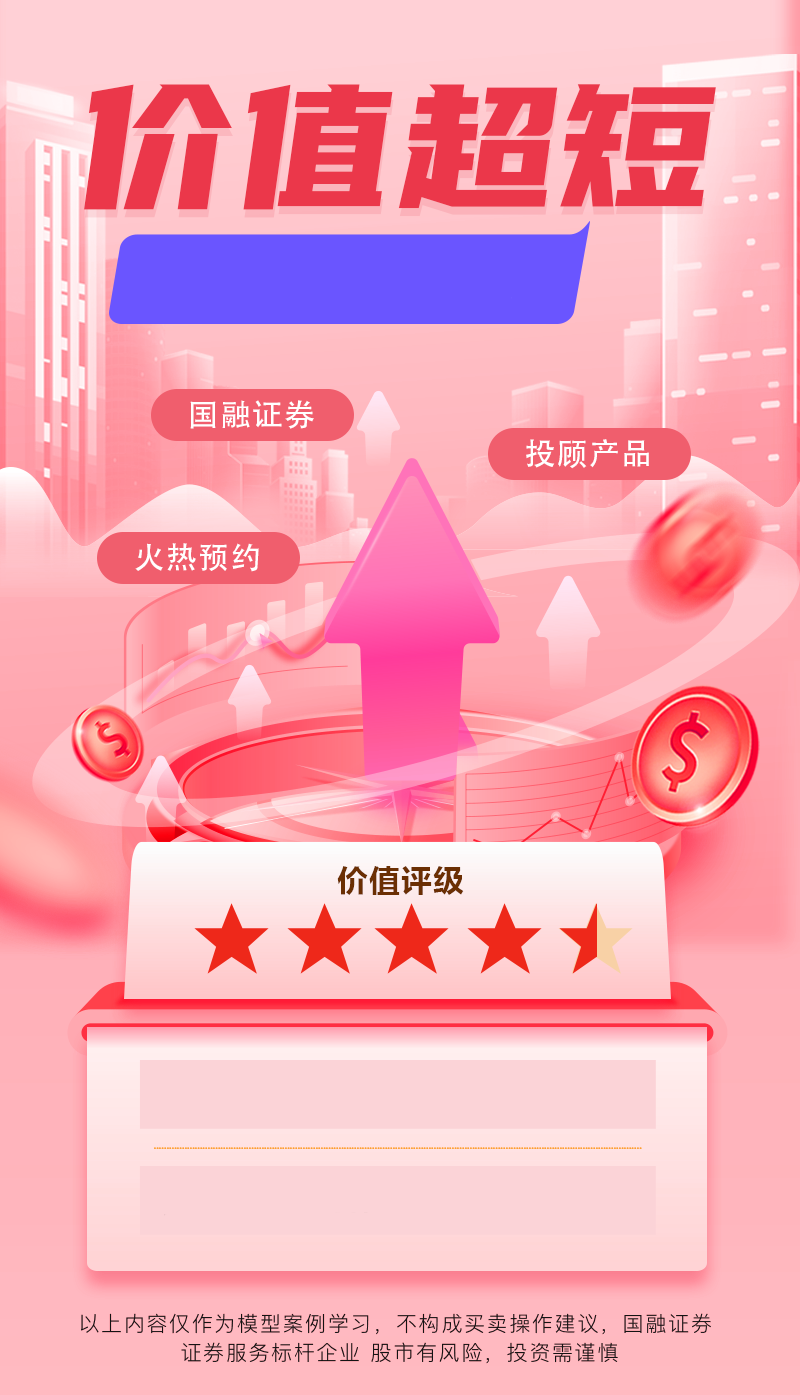 价值超短
国融证券
投顾产品
火热预约
价值评级
以上内容仅作为模型案例学习，不构成买卖操作建议，国融证券
证券服务标杆企业 股市有风险，投资需谨慎